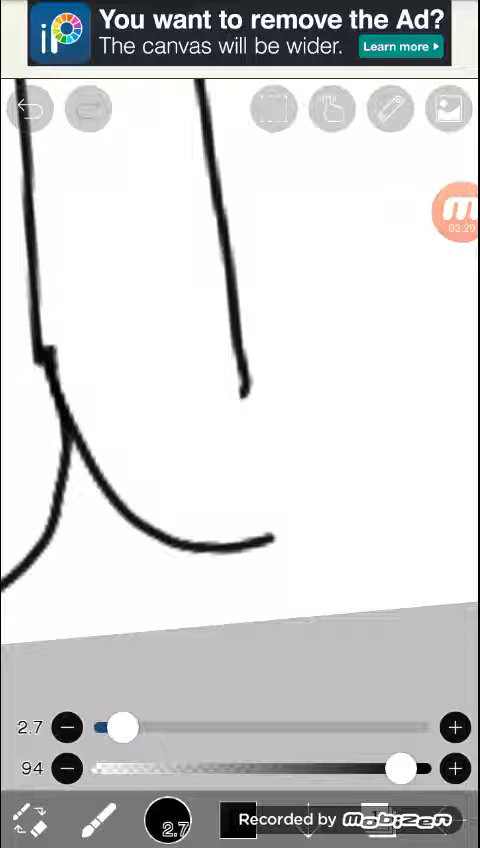 iP
You want to remove the Ad?
The canvas will be wider.
Learn more
m
02:29
2.7
94
2.7
Recorded by mobizen